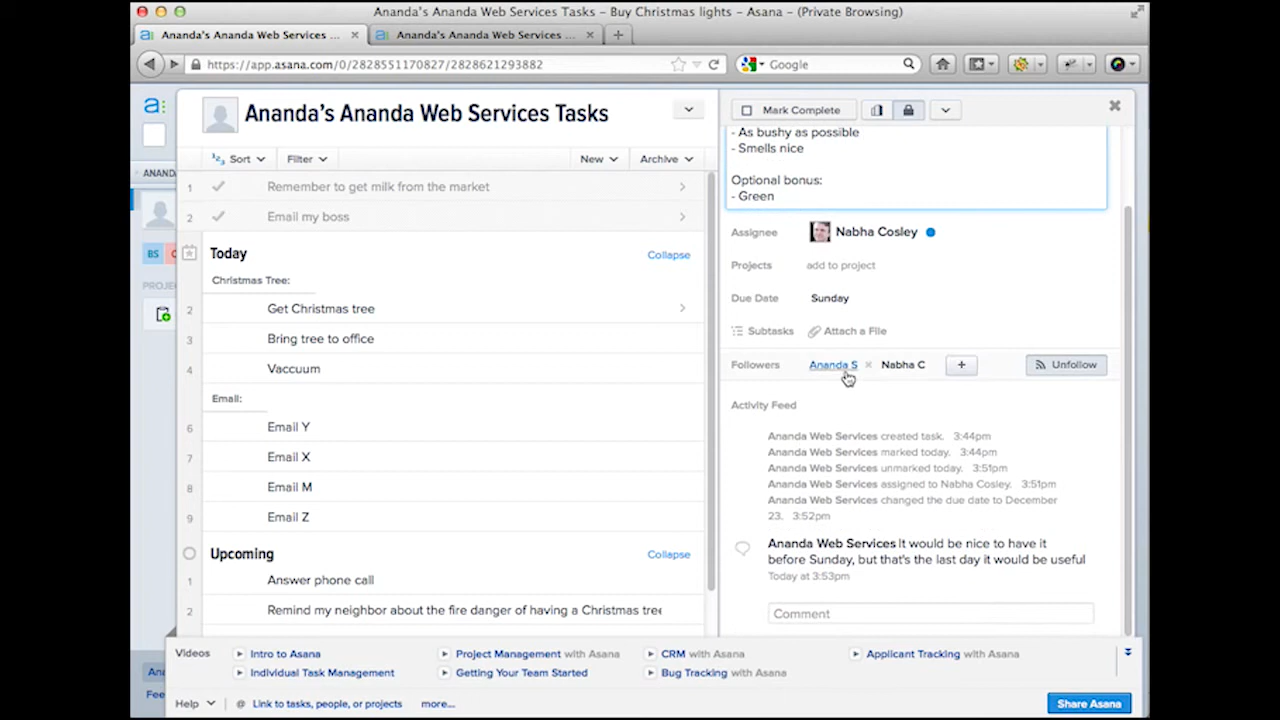 Ananda's Ananda Web Services Tasks – Buy Christmas lights – Asana – (Private Browsing)
Ananda's Ananda Web Services ...
Ananda's Ananda Web Services ...
https://app.asana.com/0/2828551170827/2828621293882
Google
a:
Ananda's Ananda Web Services Tasks
Mark Complete
Sort
Filter
New
Archive
ANAND
BS
PROJE
1 Remember to get milk from the market
2 Email my boss
Today
Collapse
Christmas Tree:
2 Get Christmas tree
3 Bring tree to office
4 Vaccuum
Email:
6 Email Y
7 Email X
8 Email M
9 Email Z
Upcoming
Collapse
1 Answer phone call
2 Remind my neighbor about the fire danger of having a Christmas tree
- As bushy as possible
- Smells nice
Optional bonus:
- Green
Assignee Nabha Cosley
Projects add to project
Due Date Sunday
Subtasks Attach a File
Followers Ananda S × Nabha C + Unfollow
Activity Feed
Ananda Web Services created task. 3:44pm
Ananda Web Services marked today. 3:44pm
Ananda Web Services unmarked today. 3:51pm
Ananda Web Services assigned to Nabha Cosley. 3:51pm
Ananda Web Services changed the due date to December
23. 3:52pm
Ananda Web Services It would be nice to have it
before Sunday, but that's the last day it would be useful
Today at 3:53pm
Comment
Ana
Fee
Videos
Intro to Asana
Project Management with Asana
CRM with Asana
Applicant Tracking with Asana
Individual Task Management
Getting Your Team Started
Bug Tracking with Asana
Help
@ Link to tasks, people, or projects
more...
Share Asana